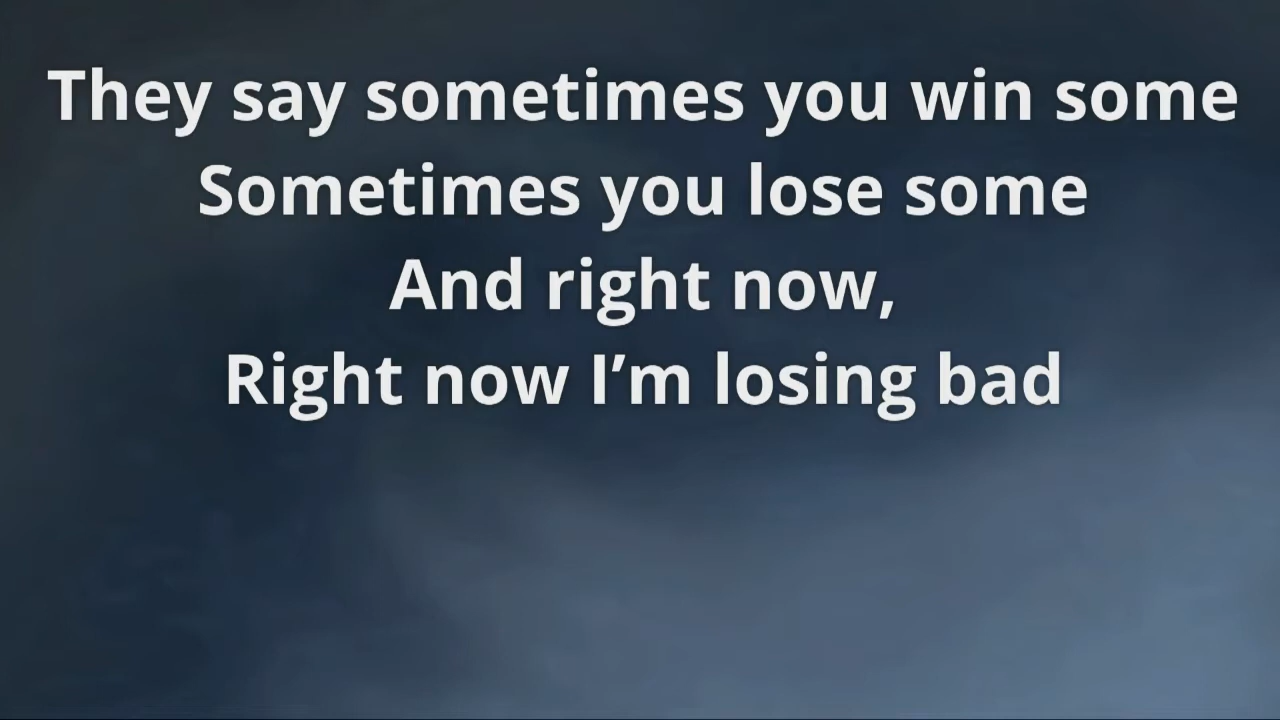 They say sometimes you win some
Sometimes you lose some
And right now,
Right now I’m losing bad